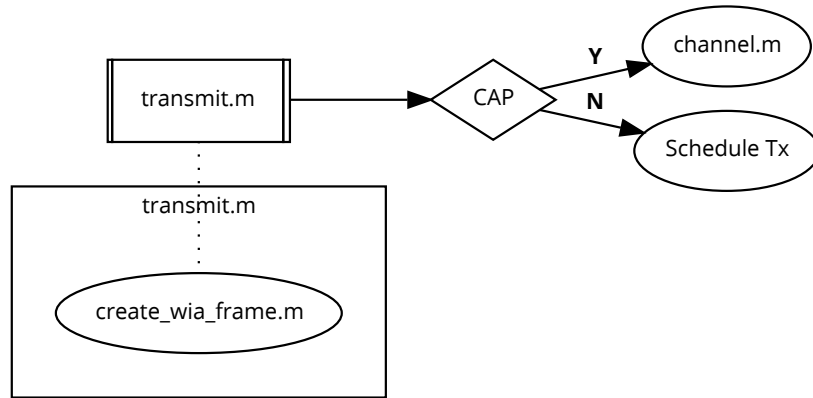 transmit.m
CAP
Y
channel.m
N
Schedule Tx
transmit.m
create_wia_frame.m